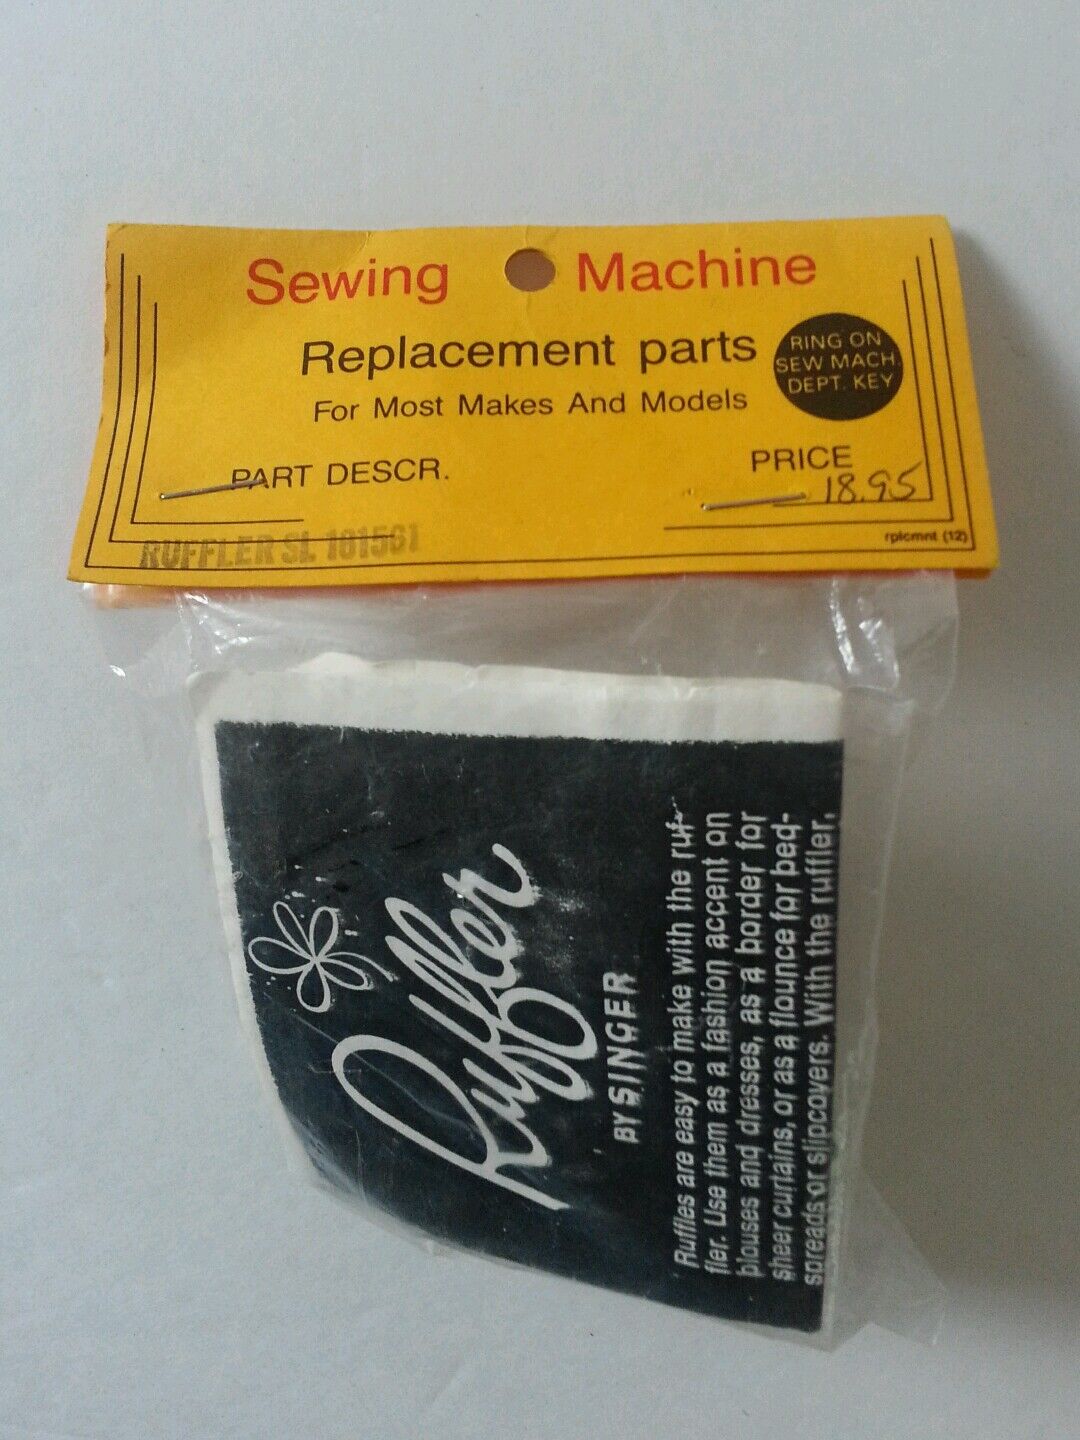 Sewing Machine
Replacement parts
For Most Makes And Models
RING ON
SEW MACH.
DEPT. KEY
PART DESCR.
PRICE
18.95
RUFFLER SL 161561
rplcmnt (12)
Ruffler
BY SINGER
Ruffles are easy to make with the ruf-
fler. Use them as a fashion accent on
blouses and dresses, as a border for
sheer curtains, or as a flounce for bed-
spreads or slipcovers. With the ruffler,